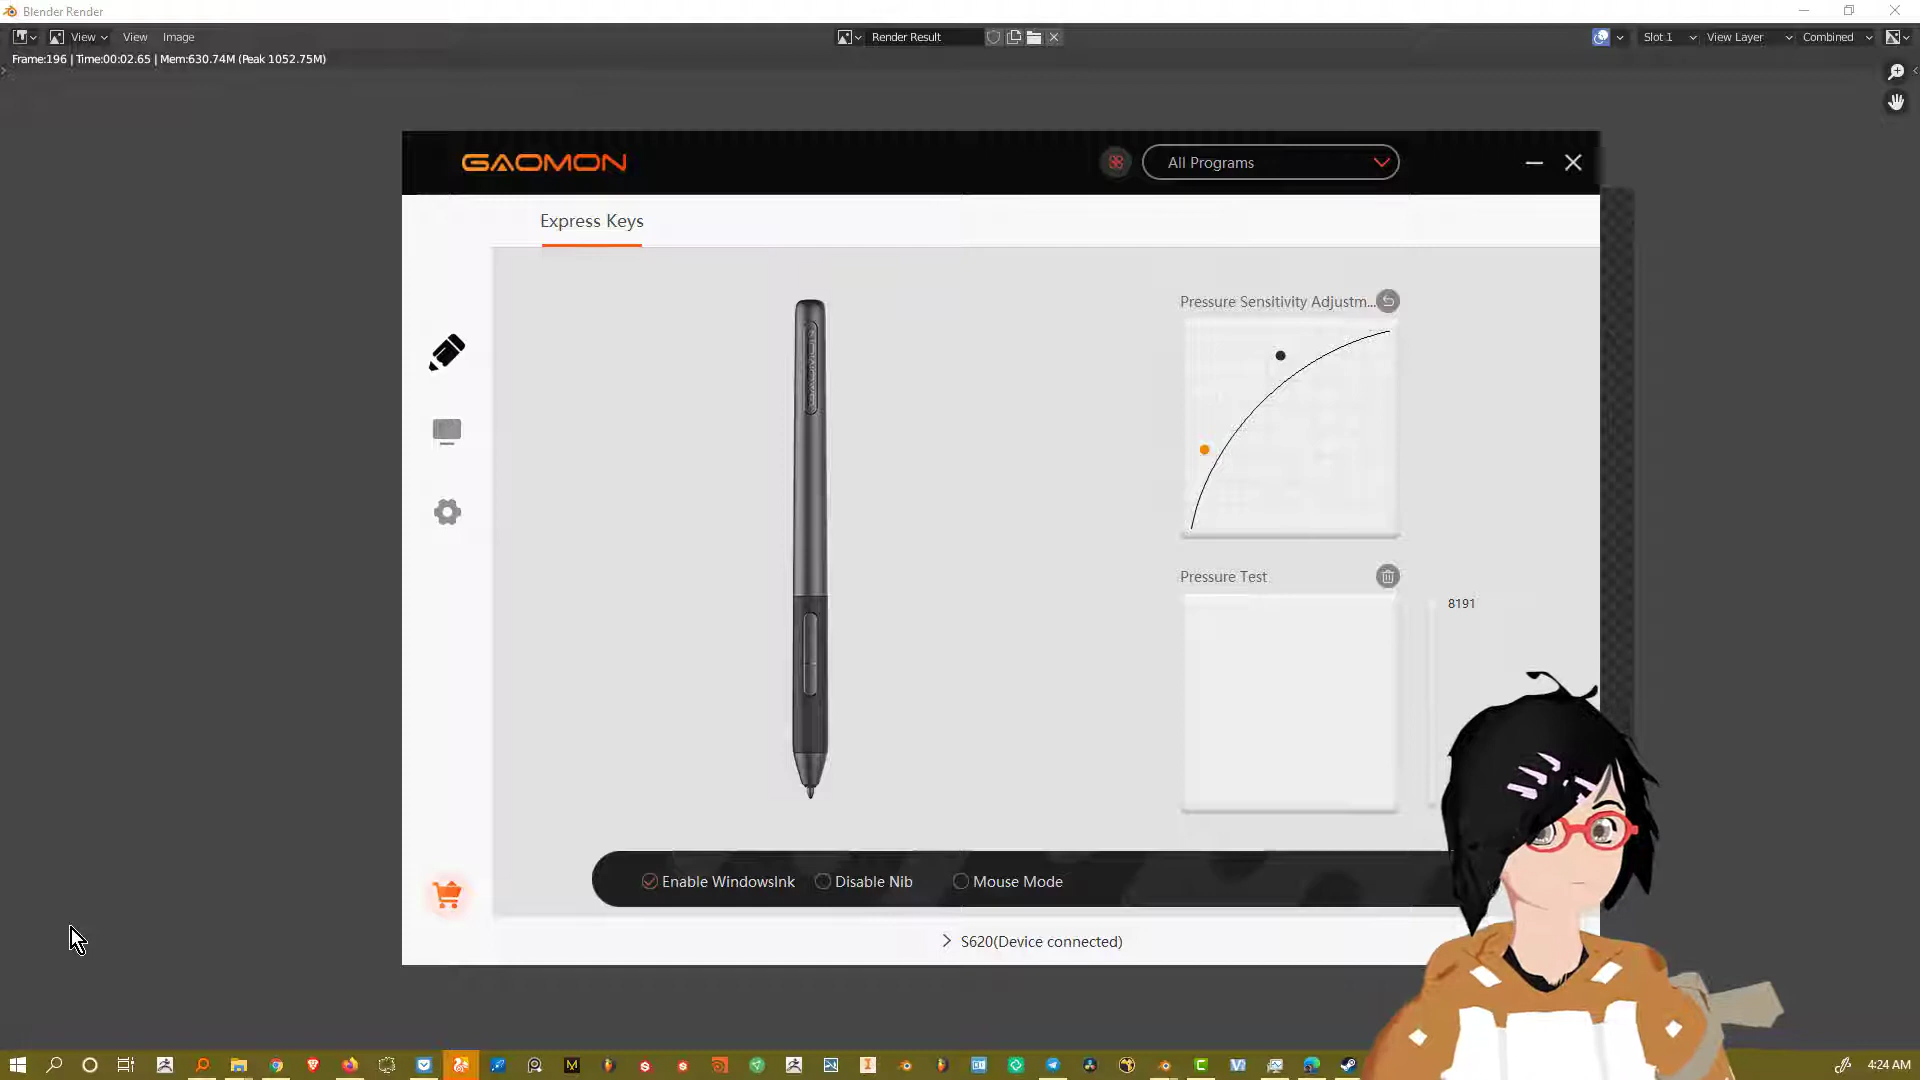 Blender Render
View
View
Image
Render Result
Slot 1
View Layer
Combined
Frame:196 | Time:00:02.65 | Mem:630.74M (Peak 1052.75M)
GAOMON
All Programs
Express Keys
Pressure Sensitivity Adjustm...
GAOMON
Pressure Test
8191
Enable WindowsInk
Disable Nib
Mouse Mode
S620(Device connected)
4:24 AM